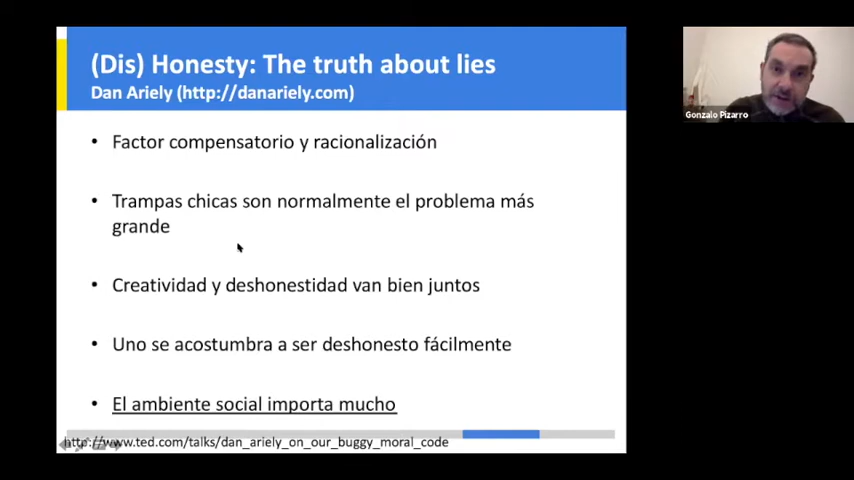 (Dis) Honesty: The truth about lies
Dan Ariely (http://danariely.com)
Gonzalo Pizarro
• Factor compensatorio y racionalización
• Trampas chicas son normalmente el problema más
grande
• Creatividad y deshonestidad van bien juntos
• Uno se acostumbra a ser deshonesto fácilmente
• El ambiente social importa mucho
http://www.ted.com/talks/dan_ariely_on_our_buggy_moral_code